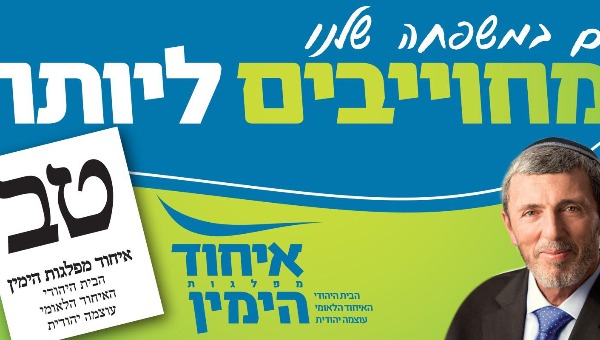 ם במשפחה שלנו
מחוייבים ליותר
טב
איחוד מפלגות הימין
הבית היהודי
האיחוד הלאומי
עוצמה יהודית
איחוד
מפלגות
הימין
הבית היהודי
האיחוד הלאומי
עוצמה יהודית